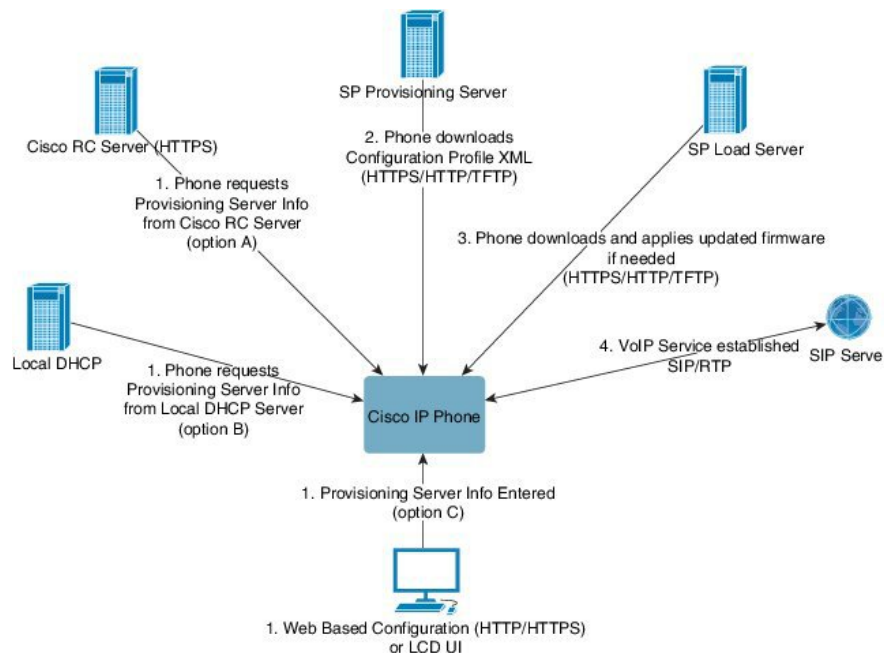 SP Provisioning Server
Cisco RC Server (HTTPS)
SP Load Server
2. Phone downloads
Configuration Profile XML
(HTTPS/HTTP/TFTP)
1. Phone requests
Provisioning Server Info
from Cisco RC Server
(option A)
3. Phone downloads and applies updated firmware
if needed
(HTTPS/HTTP/TFTP)
Local DHCP
1. Phone requests
Provisioning Server Info
from Local DHCP Server
(option B)
4. VoIP Service established
SIP/RTP
SIP Serve
Cisco IP Phone
1. Provisioning Server Info Entered
(option C)
1. Web Based Configuration (HTTP/HTTPS)
or LCD UI